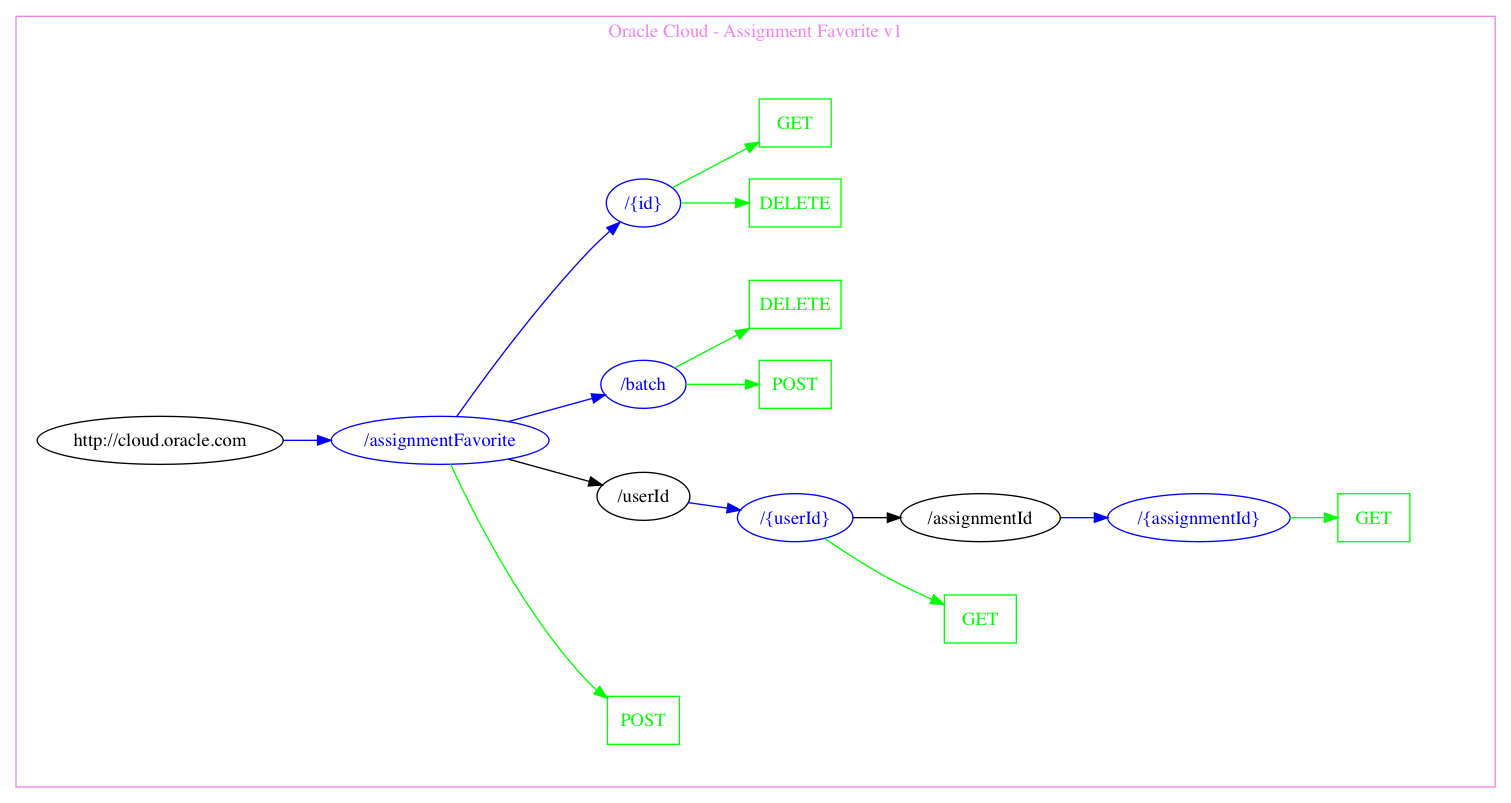 Oracle Cloud - Assignment Favorite v1
GET
/{id}
DELETE
DELETE
/batch
POST
http://cloud.oracle.com
/assignmentFavorite
/userId
/{userId}
/assignmentId
/{assignmentId}
GET
GET
POST